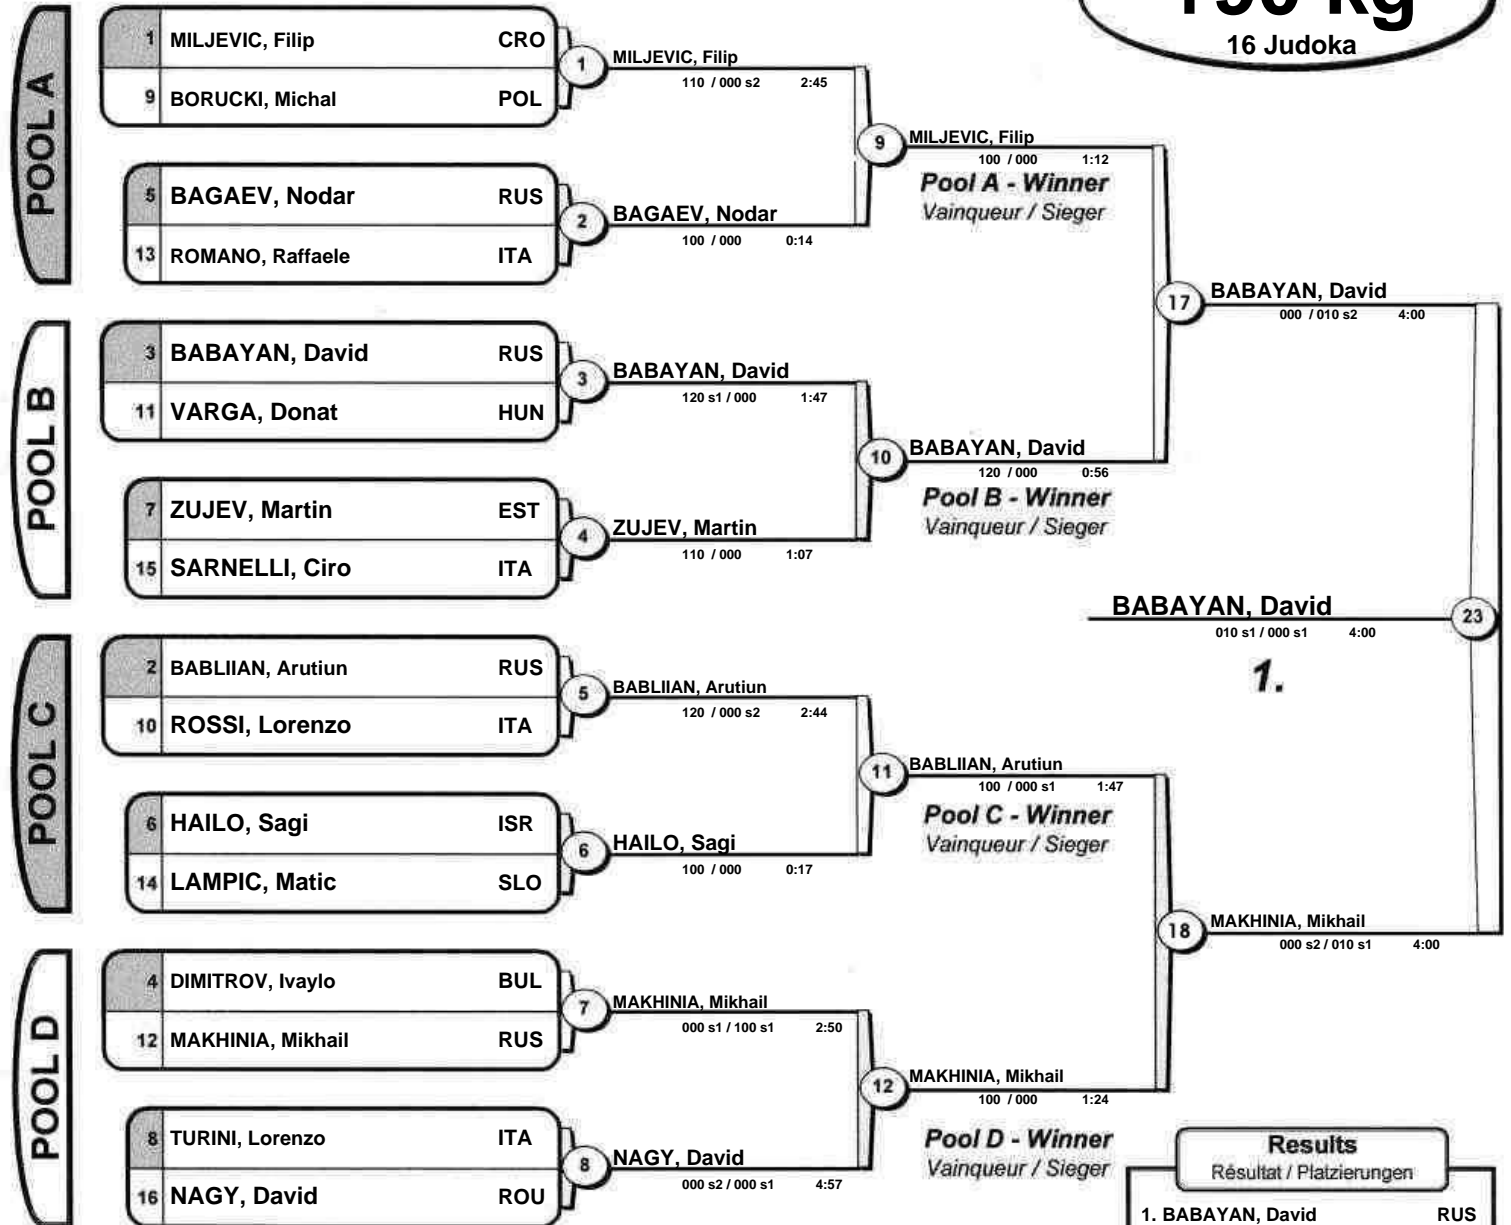 190 kg
16 Judoka
POOL A
1 MILJEVIC, Filip CRO
9 BORUCKI, Michal POL
1
MILJEVIC, Filip
110 / 000 s2 2:45
5 BAGAEV, Nodar RUS
13 ROMANO, Raffaele ITA
2
BAGAEV, Nodar
100 / 000 0:14
9
MILJEVIC, Filip
100 / 000 1:12
Pool A - Winner
Vainqueur / Sieger
POOL B
3 BABAYAN, David RUS
11 VARGA, Donat HUN
3
BABAYAN, David
120 s1 / 000 1:47
7 ZUJEV, Martin EST
15 SARNELLI, Ciro ITA
4
ZUJEV, Martin
110 / 000 1:07
10
BABAYAN, David
120 / 000 0:56
Pool B - Winner
Vainqueur / Sieger
17
BABAYAN, David
000 / 010 s2 4:00
BABAYAN, David
010 s1 / 000 s1 4:00
23
1.
POOL C
2 BABLIIAN, Arutiun RUS
10 ROSSI, Lorenzo ITA
5
BABLIIAN, Arutiun
120 / 000 s2 2:44
6 HAILO, Sagi ISR
14 LAMPIC, Matic SLO
6
HAILO, Sagi
100 / 000 0:17
11
BABLIIAN, Arutiun
100 / 000 s1 1:47
Pool C - Winner
Vainqueur / Sieger
POOL D
4 DIMITROV, Ivaylo BUL
12 MAKHINIA, Mikhail RUS
7
MAKHINIA, Mikhail
000 s1 / 100 s1 2:50
8 TURINI, Lorenzo ITA
16 NAGY, David ROU
8
NAGY, David
000 s2 / 000 s1 4:57
12
MAKHINIA, Mikhail
100 / 000 1:24
Pool D - Winner
Vainqueur / Sieger
18
MAKHINIA, Mikhail
000 s2 / 010 s1 4:00
Results
Résultat / Platzierungen
1. BABAYAN, David RUS